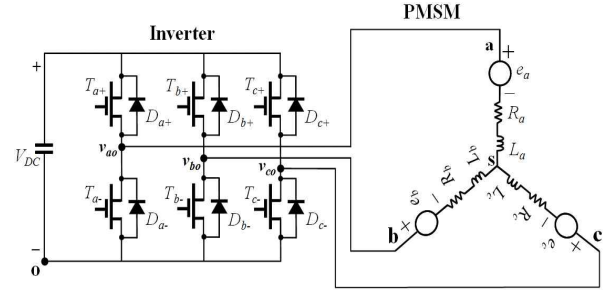 PMSM
Inverter
a
+
e_a
−
R_a
L_a
s
+
V_DC
−
o
T_a+
D_a+
T_b+
D_b+
T_c+
D_c+
v_ao
v_bo
v_co
T_a-
D_a-
T_b-
D_b-
T_c-
D_c-
L_b
R_b
−
e_b
+
b
L_c
R_c
−
e_c
+
c